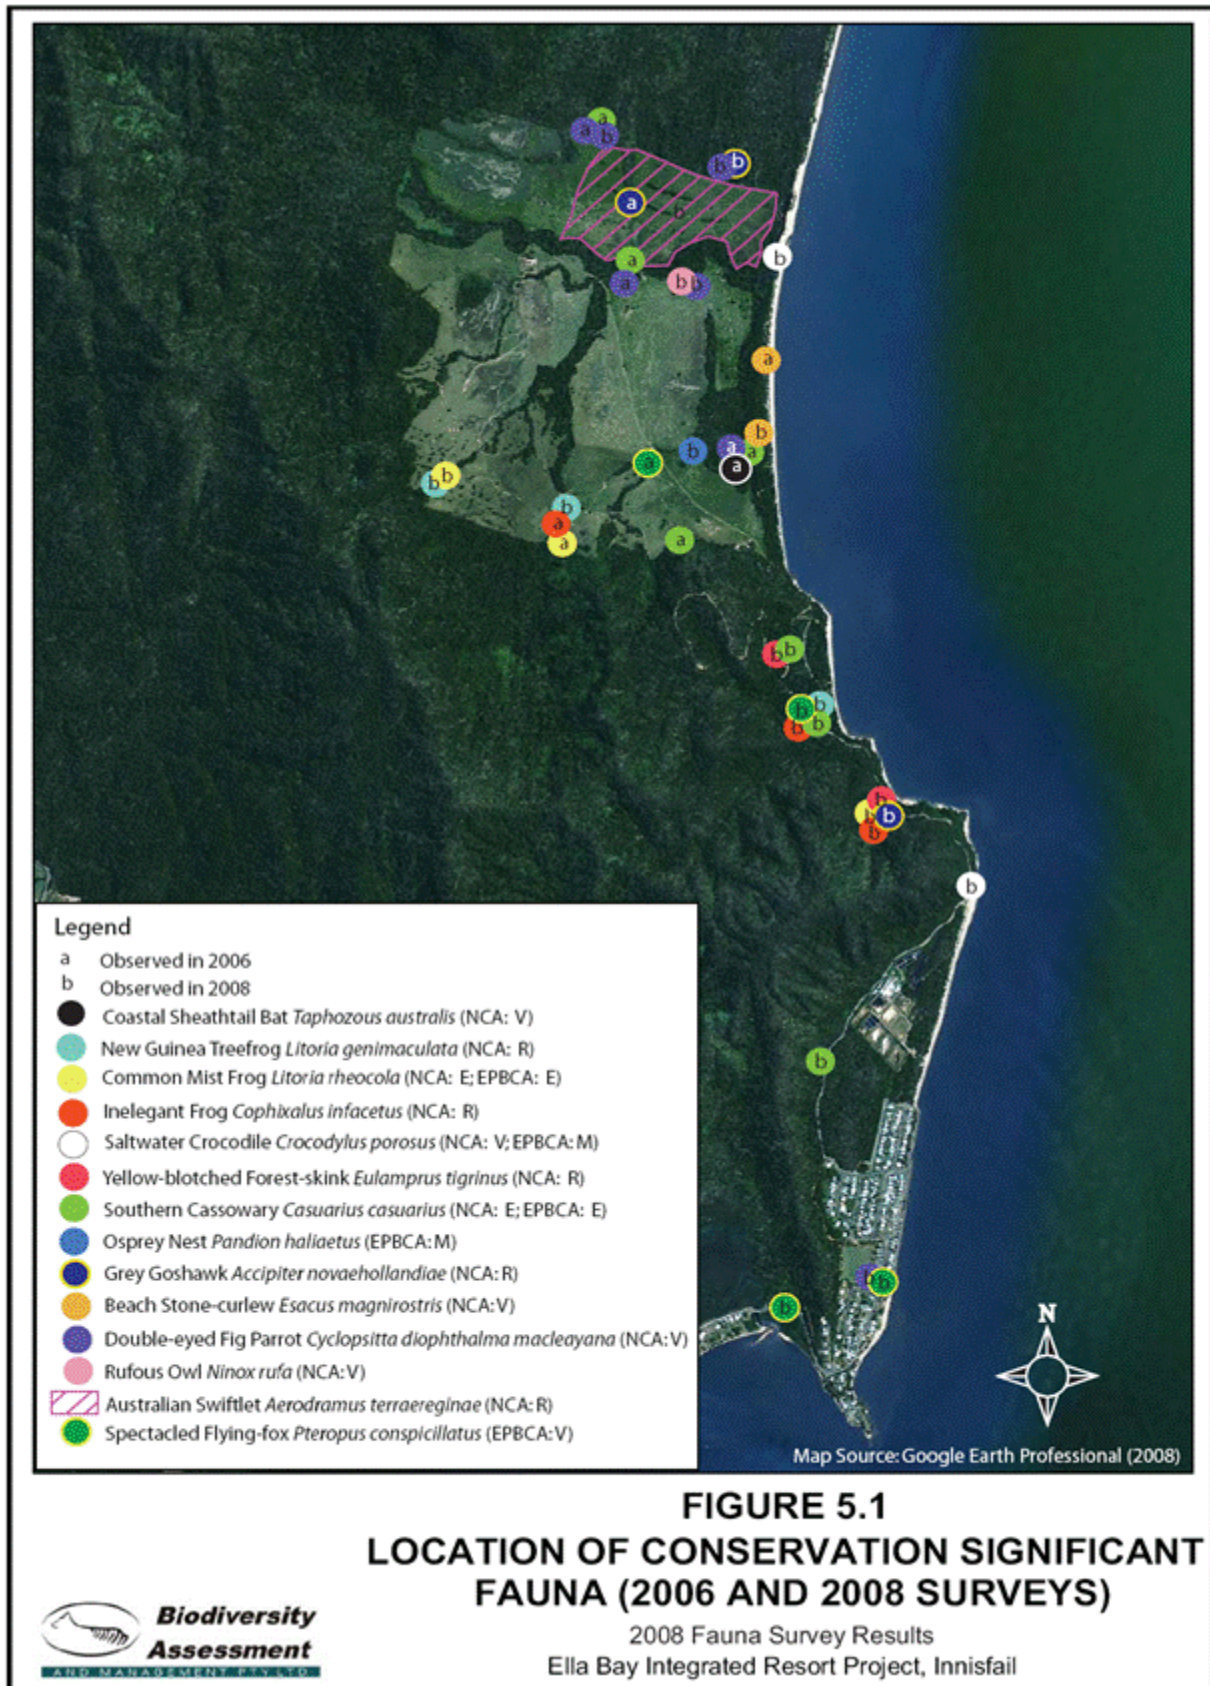 a
a
b
b
b
a
b
a
b
a
b
b
a
b
a
b
a
a
a
b
b
b
a
a
a
b
b
b
b
b
b
b
b
b
b
b
Legend
a Observed in 2006
b Observed in 2008
Coastal Sheathtail Bat Taphozous australis (NCA: V)
New Guinea Treefrog Litoria genimaculata (NCA: R)
Common Mist Frog Litoria rheocola (NCA: E; EPBCA: E)
Inelegant Frog Cophixalus infacetus (NCA: R)
Saltwater Crocodile Crocodylus porosus (NCA: V; EPBCA: M)
Yellow-blotched Forest-skink Eulamprus tigrinus (NCA: R)
Southern Cassowary Casuarius casuarius (NCA: E; EPBCA: E)
Osprey Nest Pandion haliaetus (EPBCA: M)
Grey Goshawk Accipiter novaehollandiae (NCA: R)
Beach Stone-curlew Esacus magnirostris (NCA: V)
Double-eyed Fig Parrot Cyclopsitta diophthalma macleayana (NCA: V)
Rufous Owl Ninox rufa (NCA: V)
Australian Swiftlet Aerodramus terraereginae (NCA: R)
Spectacled Flying-fox Pteropus conspicillatus (EPBCA: V)
b
b
N
Map Source: Google Earth Professional (2008)
FIGURE 5.1
LOCATION OF CONSERVATION SIGNIFICANT
FAUNA (2006 AND 2008 SURVEYS)
2008 Fauna Survey Results
Ella Bay Integrated Resort Project, Innisfail
Biodiversity
Assessment
AND MANAGEMENT PTY LTD